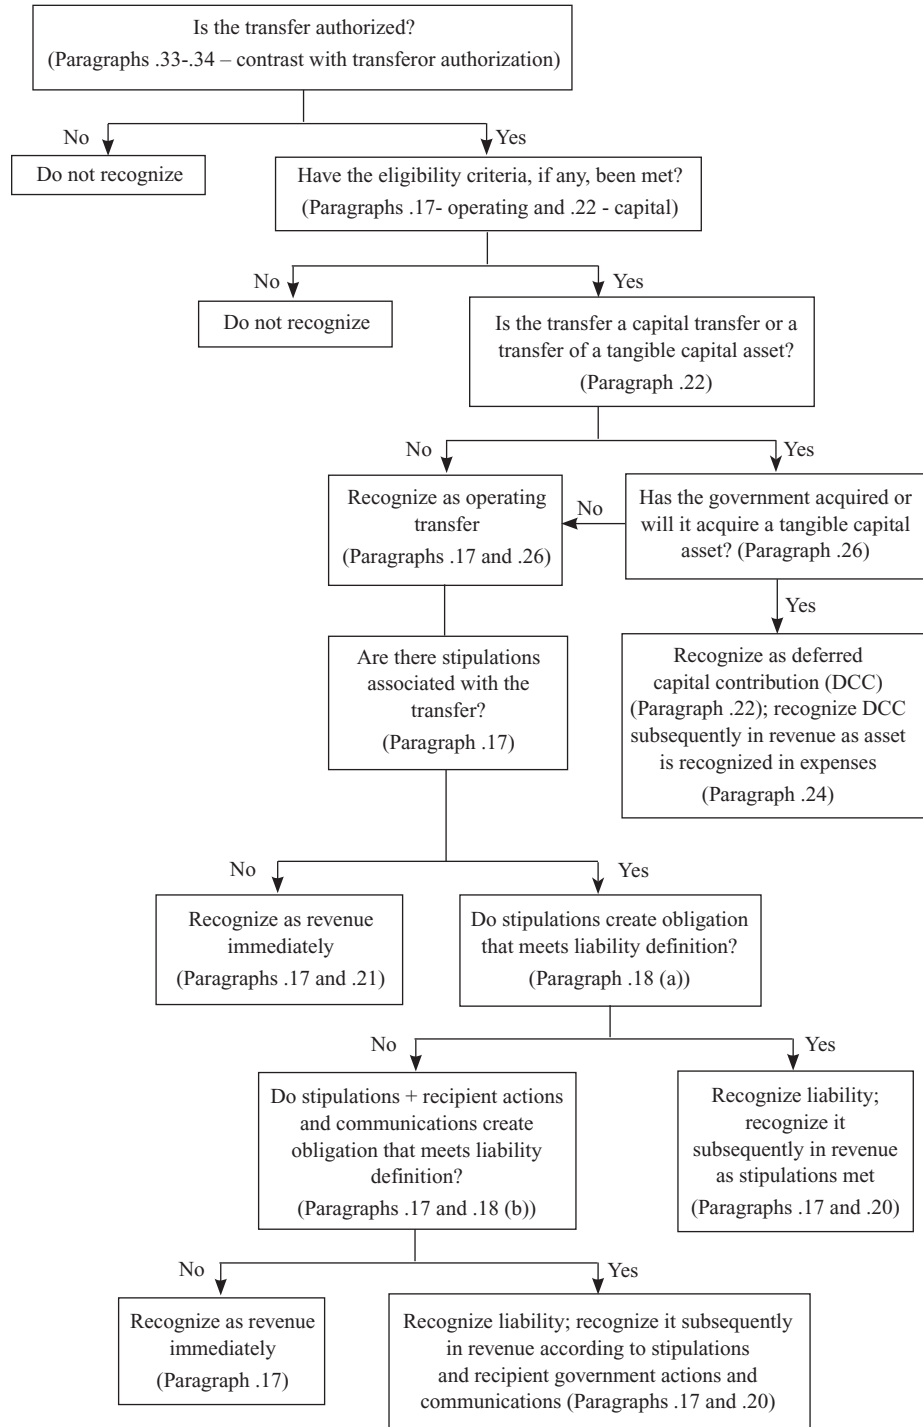 Is the transfer authorized?
(Paragraphs .33-.34 – contrast with transferor authorization)
No
Yes
Do not recognize
Have the eligibility criteria, if any, been met?
(Paragraphs .17- operating and .22 - capital)
No
Yes
Do not recognize
Is the transfer a capital transfer or a
transfer of a tangible capital asset?
(Paragraph .22)
No
Yes
Recognize as operating
transfer
(Paragraphs .17 and .26)
No
Has the government acquired or
will it acquire a tangible capital
asset? (Paragraph .26)
Yes
Are there stipulations
associated with the
transfer?
(Paragraph .17)
Recognize as deferred
capital contribution (DCC)
(Paragraph .22); recognize DCC
subsequently in revenue as asset
is recognized in expenses
(Paragraph .24)
No
Yes
Recognize as revenue
immediately
(Paragraphs .17 and .21)
Do stipulations create obligation
that meets liability definition?
(Paragraph .18 (a))
No
Yes
Do stipulations + recipient actions
and communications create
obligation that meets liability
definition?
(Paragraphs .17 and .18 (b))
Recognize liability;
recognize it
subsequently in revenue
as stipulations met
(Paragraphs .17 and .20)
No
Yes
Recognize as revenue
immediately
(Paragraph .17)
Recognize liability; recognize it subsequently
in revenue according to stipulations
and recipient government actions and
communications (Paragraphs .17 and .20)